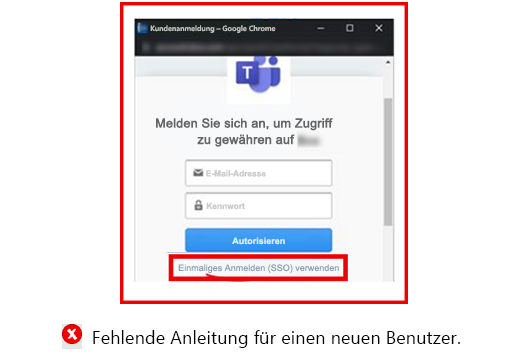 Kundenanmeldung – Google Chrome
T
Melden Sie sich an, um Zugriff
zu gewähren auf
E-Mail-Adresse
Kennwort
Autorisieren
Einmaliges Anmelden (SSO) verwenden
Fehlende Anleitung für einen neuen Benutzer.